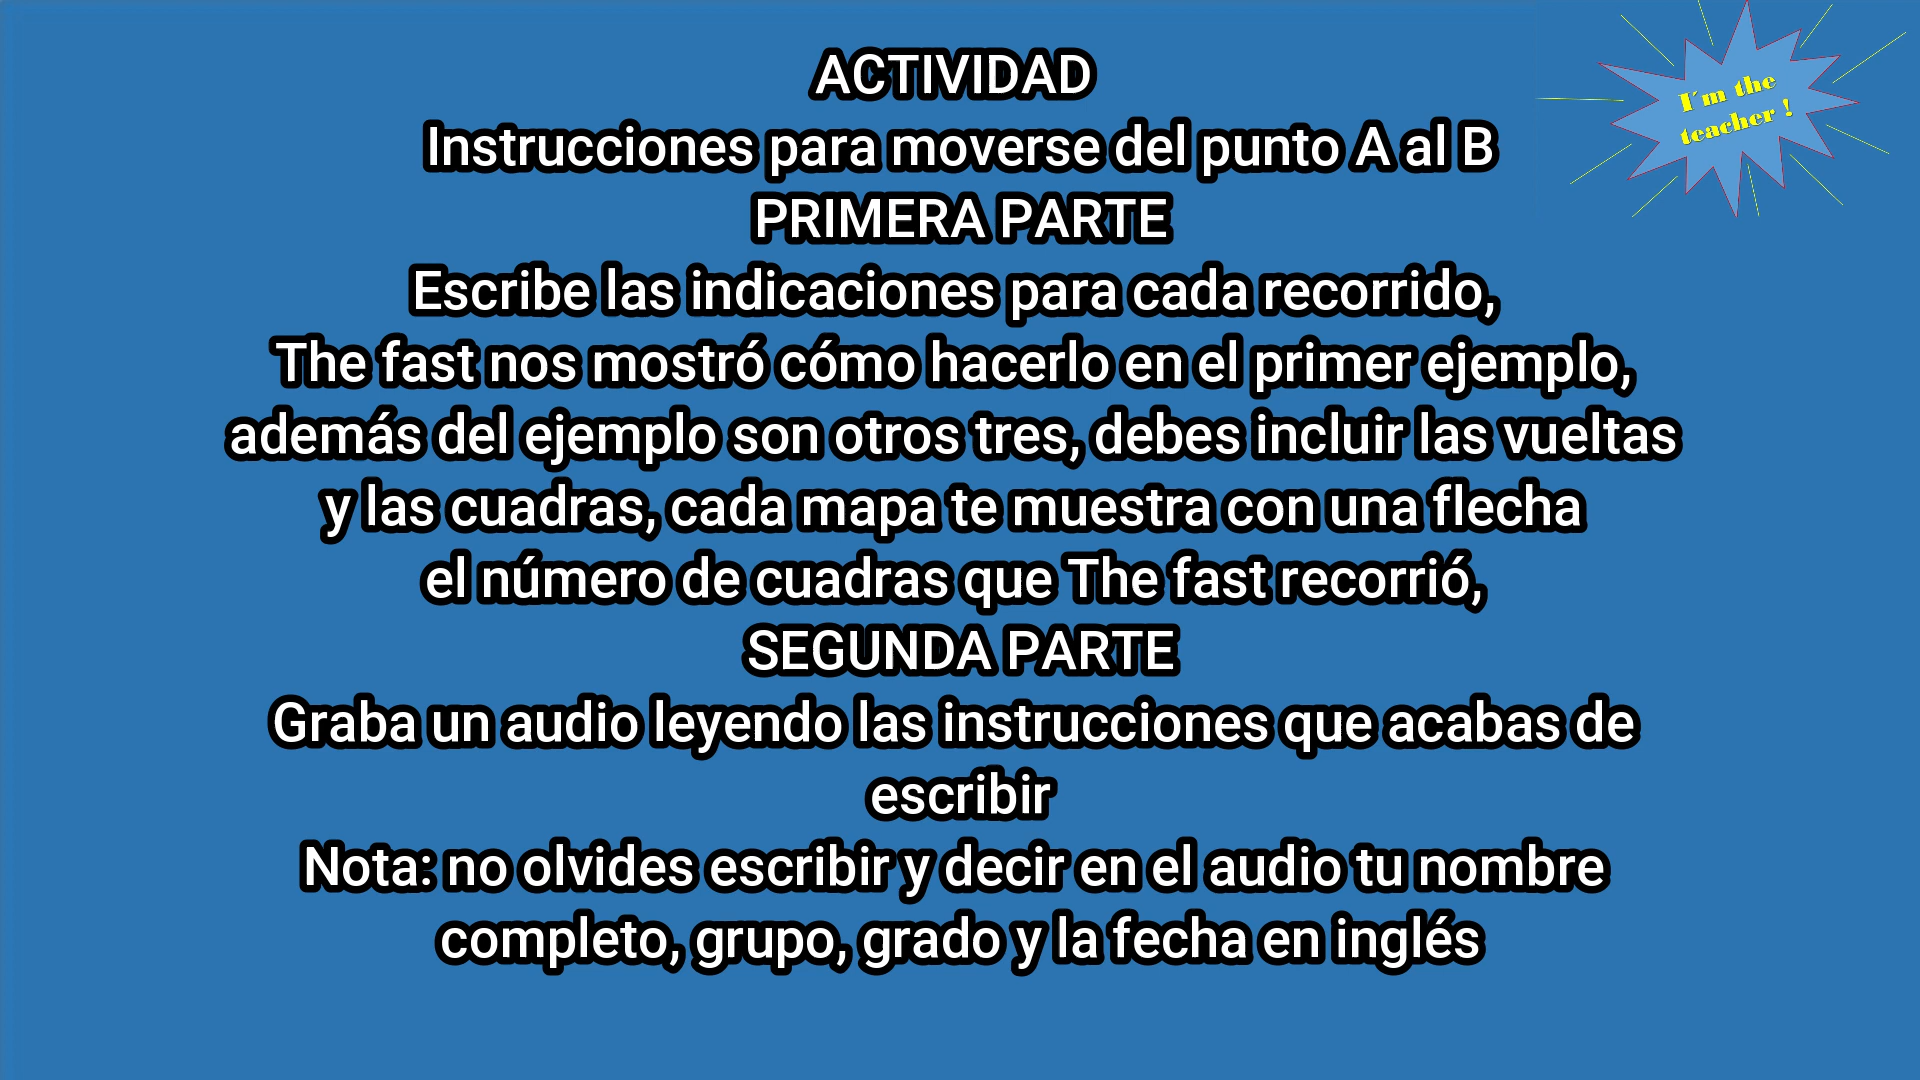 ACTIVIDAD
Instrucciones para moverse del punto A al B
PRIMERA PARTE
Escribe las indicaciones para cada recorrido,
The fast nos mostró cómo hacerlo en el primer ejemplo,
además del ejemplo son otros tres, debes incluir las vueltas
y las cuadras, cada mapa te muestra con una flecha
el número de cuadras que The fast recorrió,
SEGUNDA PARTE
Graba un audio leyendo las instrucciones que acabas de
escribir
Nota: no olvides escribir y decir en el audio tu nombre
completo, grupo, grado y la fecha en inglés
I´m the
teacher !